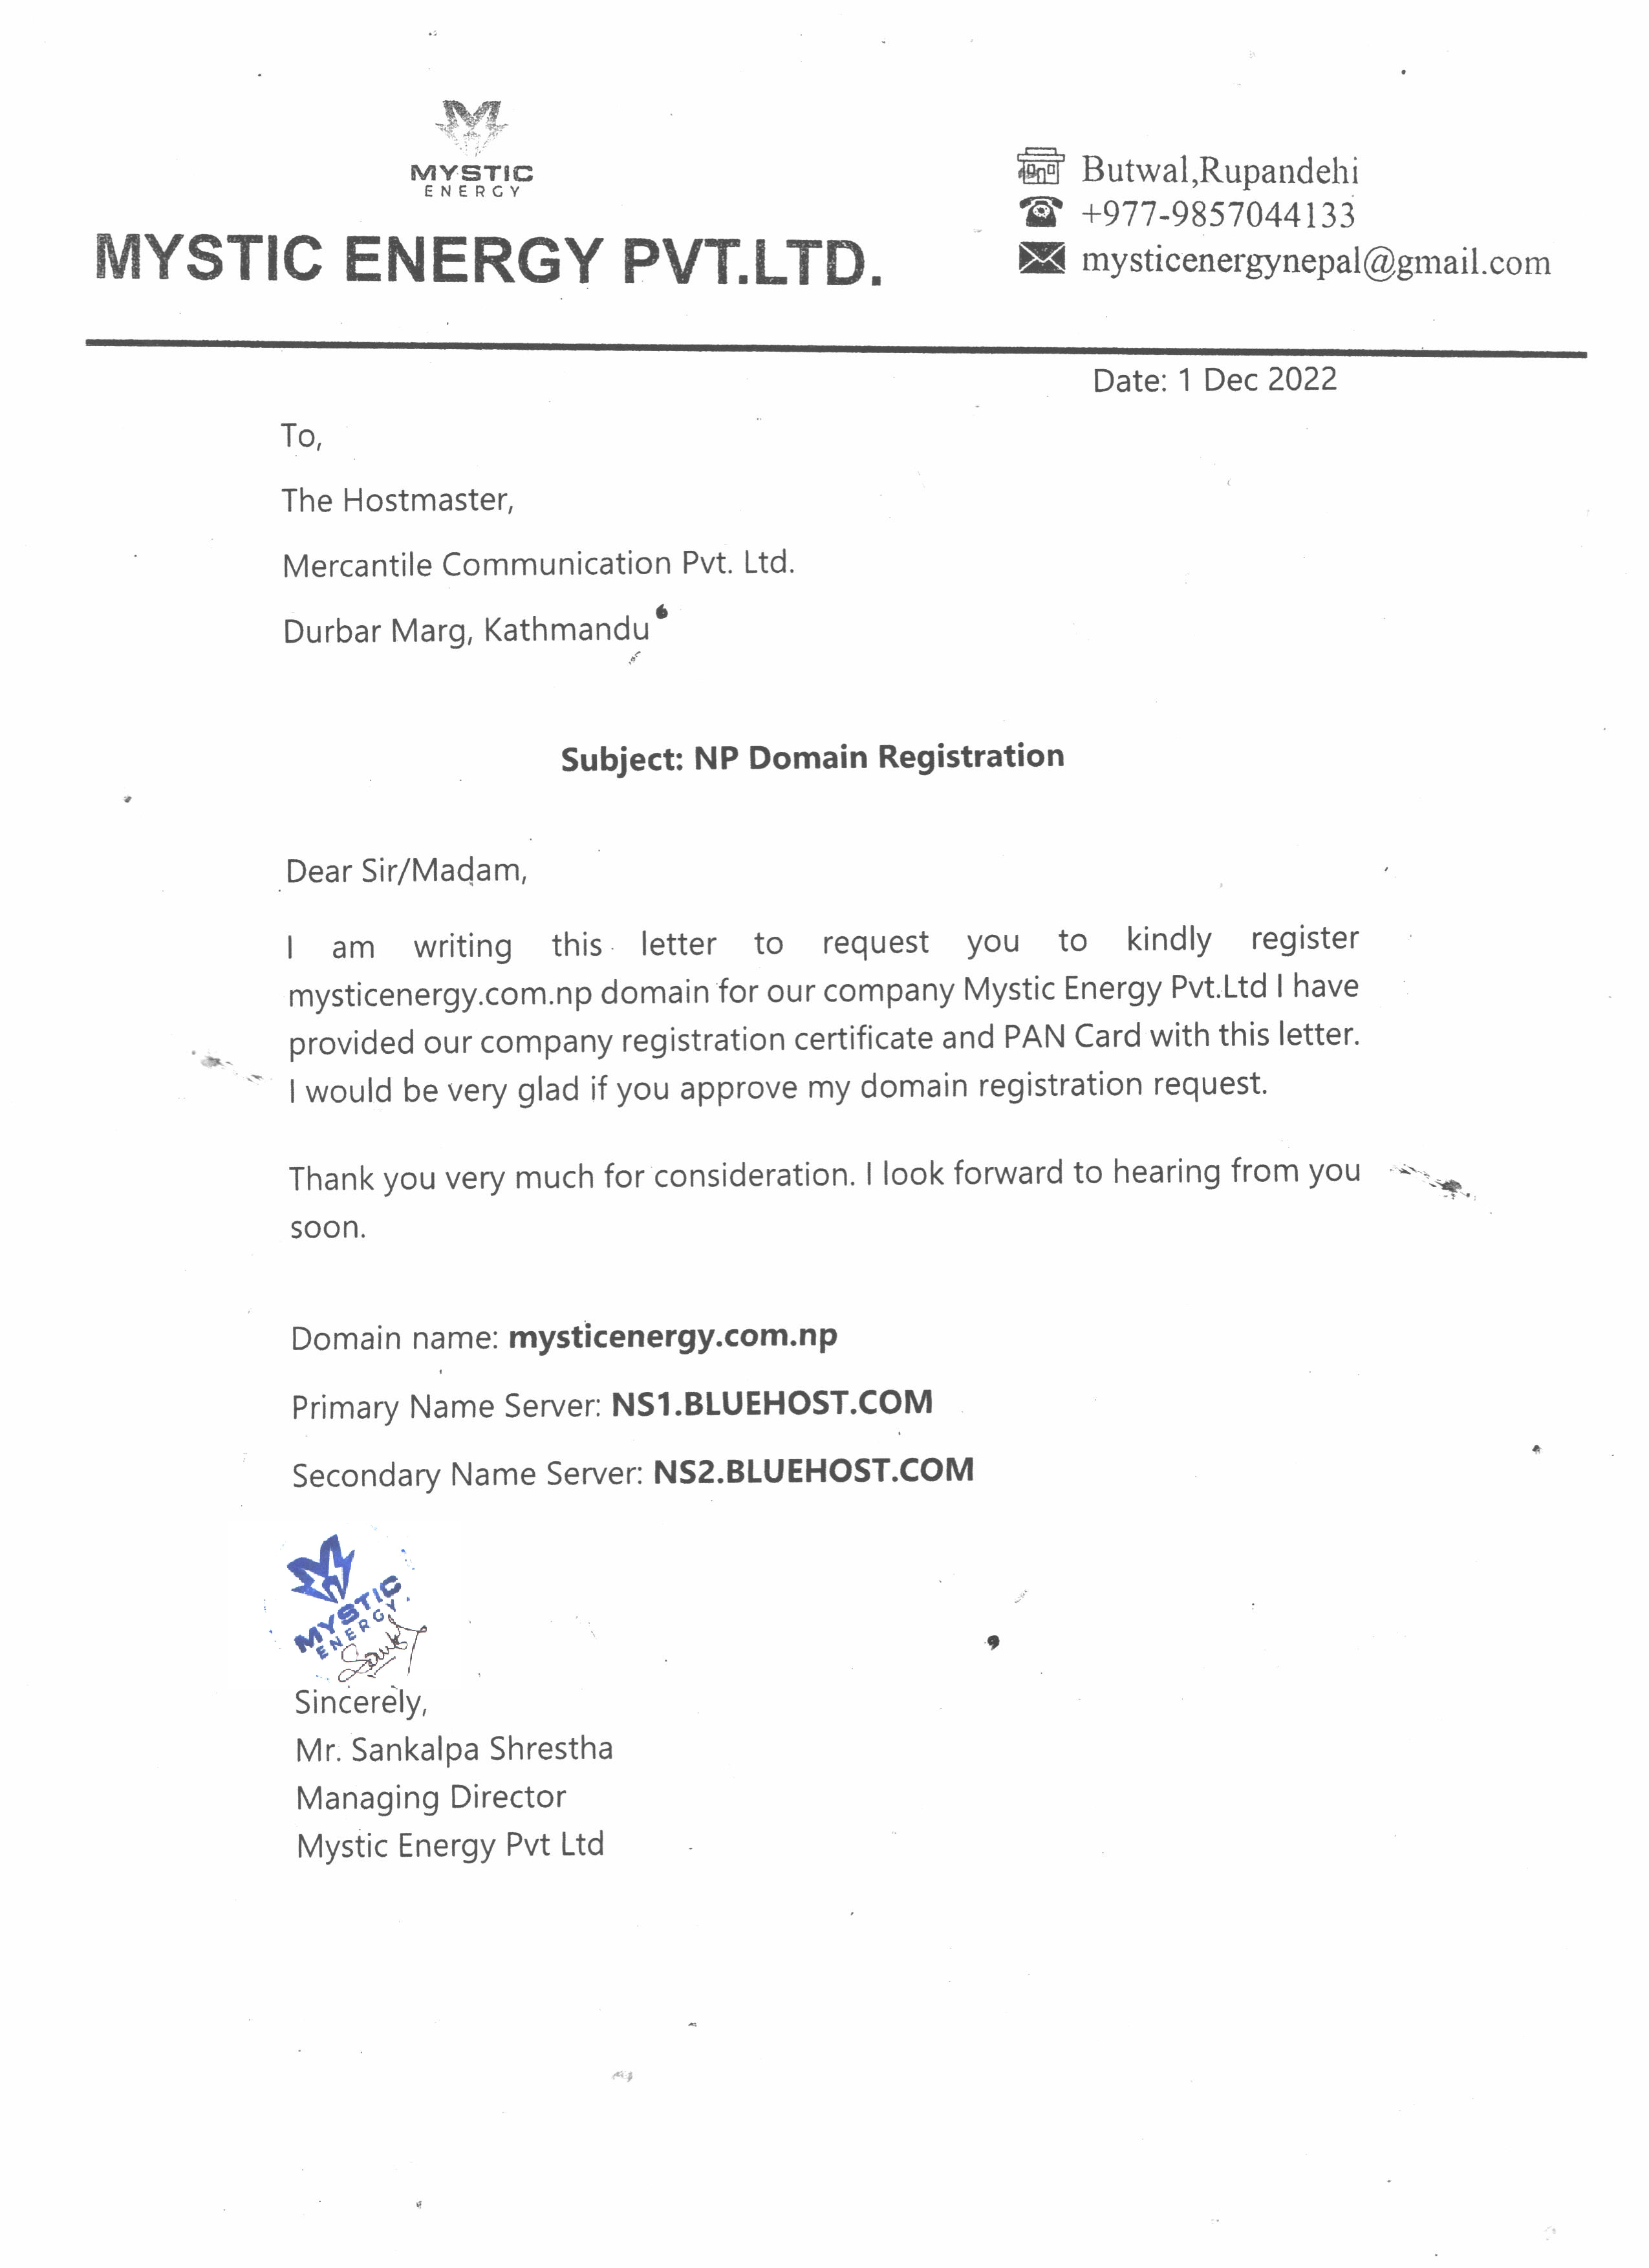 MYSTIC
ENERGY
MYSTIC ENERGY PVT.LTD.
Butwal,Rupandehi
+977-9857044133
mysticenergynepal@gmail.com
Date: 1 Dec 2022
To,
The Hostmaster,
Mercantile Communication Pvt. Ltd.
Durbar Marg, Kathmandu
Subject: NP Domain Registration
Dear Sir/Madam,
I am writing this letter to request you to kindly register
mysticenergy.com.np domain for our company Mystic Energy Pvt.Ltd I have
provided our company registration certificate and PAN Card with this letter.
I would be very glad if you approve my domain registration request.
Thank you very much for consideration. I look forward to hearing from you
soon.
Domain name: mysticenergy.com.np
Primary Name Server: NS1.BLUEHOST.COM
Secondary Name Server: NS2.BLUEHOST.COM
MYSTIC
ENERGY
Sincerely,
Mr. Sankalpa Shrestha
Managing Director
Mystic Energy Pvt Ltd